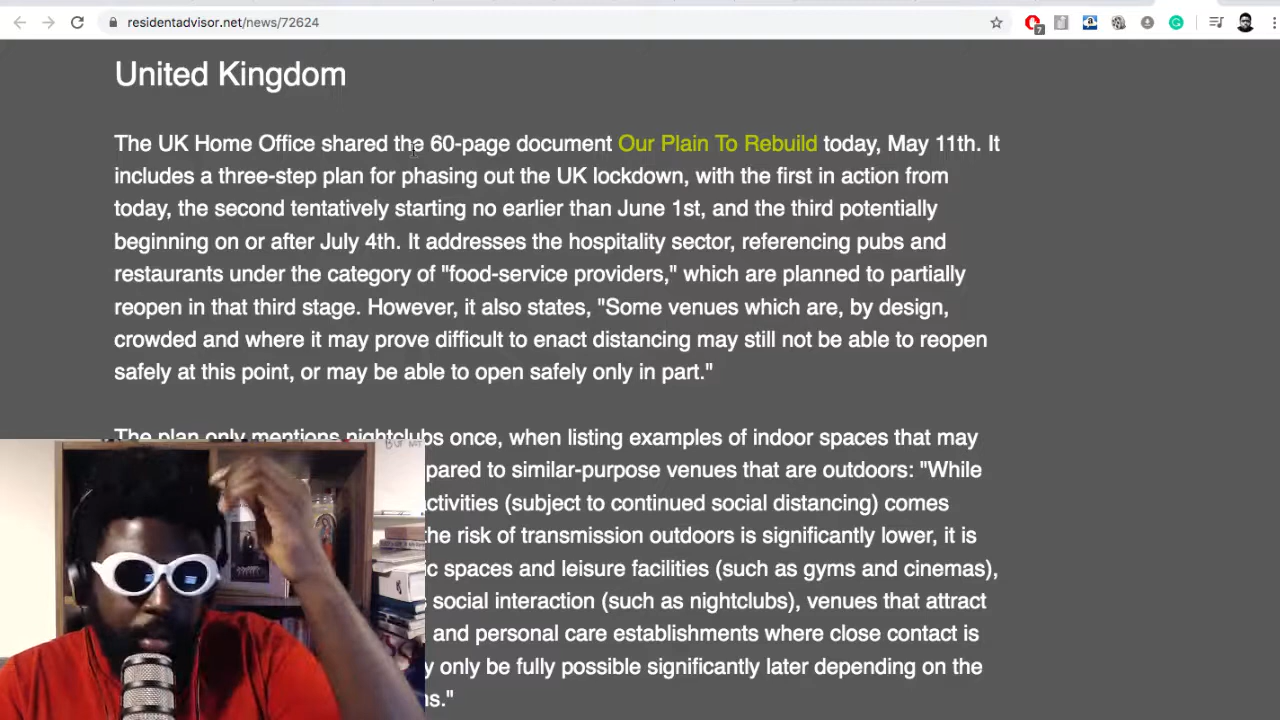 residentadvisor.net/news/72624
7
United Kingdom
The UK Home Office shared the 60-page document Our Plain To Rebuild today, May 11th. It
includes a three-step plan for phasing out the UK lockdown, with the first in action from
today, the second tentatively starting no earlier than June 1st, and the third potentially
beginning on or after July 4th. It addresses the hospitality sector, referencing pubs and
restaurants under the category of "food-service providers," which are planned to partially
reopen in that third stage. However, it also states, "Some venues which are, by design,
crowded and where it may prove difficult to enact distancing may still not be able to reopen
safely at this point, or may be able to open safely only in part."
The plan only mentions nightclubs once, when listing examples of indoor spaces that may
pared to similar-purpose venues that are outdoors: "While
ctivities (subject to continued social distancing) comes
he risk of transmission outdoors is significantly lower, it is
c spaces and leisure facilities (such as gyms and cinemas),
social interaction (such as nightclubs), venues that attract
and personal care establishments where close contact is
y only be fully possible significantly later depending on the
ns."